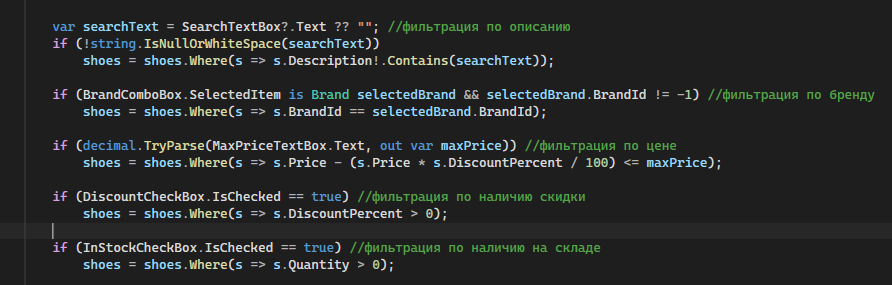 var searchText = SearchTextBox?.Text ?? ""; //фильтрация по описанию
if (!string.IsNullOrWhiteSpace(searchText))
shoes = shoes.Where(s => s.Description!.Contains(searchText));
if (BrandComboBox.SelectedItem is Brand selectedBrand && selectedBrand.BrandId != -1) //фильтрация по бренду
shoes = shoes.Where(s => s.BrandId == selectedBrand.BrandId);
if (decimal.TryParse(MaxPriceTextBox.Text, out var maxPrice)) //фильтрация по цене
shoes = shoes.Where(s => s.Price - (s.Price * s.DiscountPercent / 100) <= maxPrice);
if (DiscountCheckBox.IsChecked == true) //фильтрация по наличию скидки
shoes = shoes.Where(s => s.DiscountPercent > 0);
if (InStockCheckBox.IsChecked == true) //фильтрация по наличию на складе
shoes = shoes.Where(s => s.Quantity > 0);